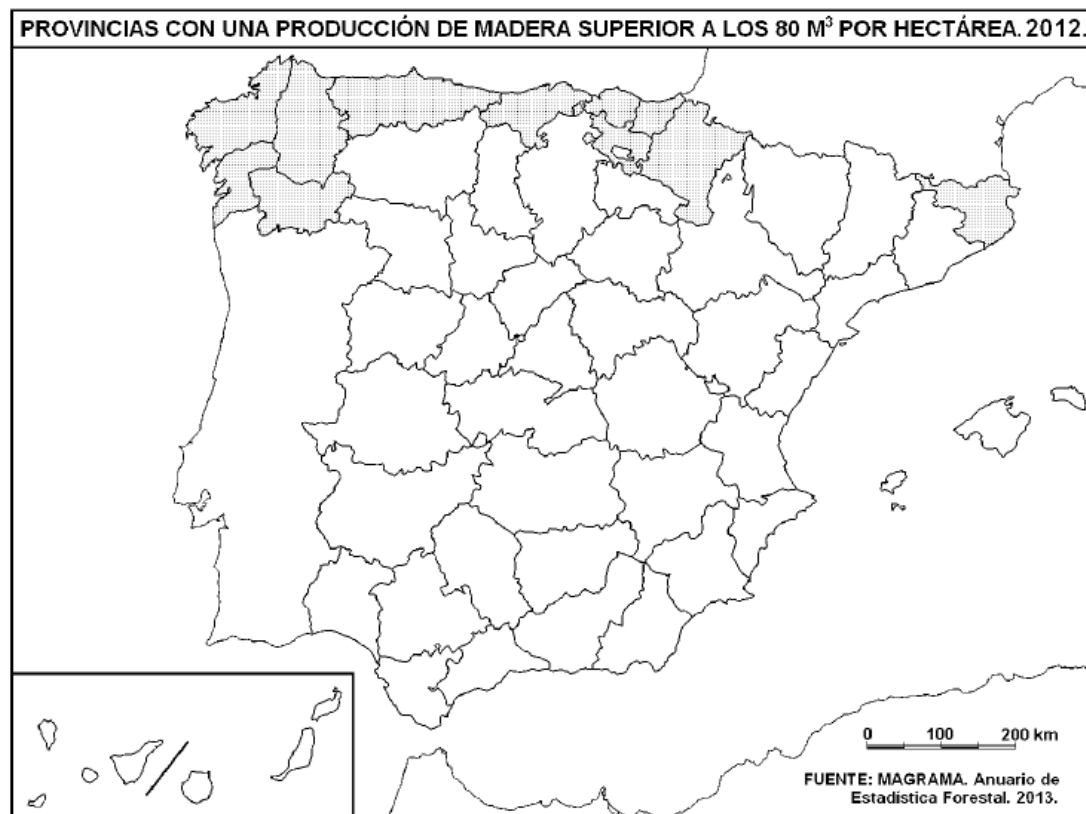 PROVINCIAS CON UNA PRODUCCIÓN DE MADERA SUPERIOR A LOS 80 M³ POR HECTÁREA. 2012.
0 100 200 km
FUENTE: MAGRAMA. Anuario de
Estadística Forestal. 2013.